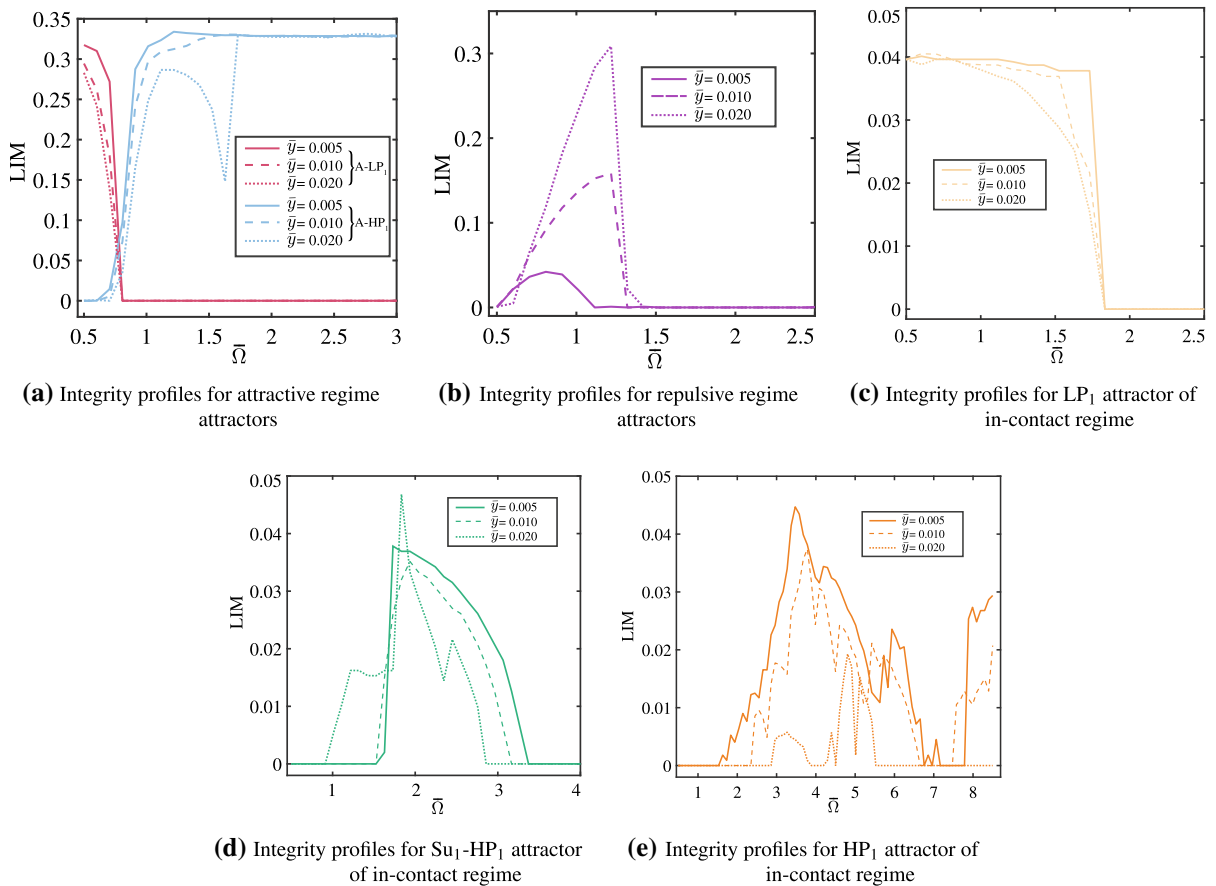 0.35
0.3
0.25
0.2
0.15
0.1
0.05
0
LIM
0.5 1 1.5 2 2.5 3
Ω̄
ȳ = 0.005
ȳ = 0.010
ȳ = 0.020
A-LP₁
ȳ = 0.005
ȳ = 0.010
ȳ = 0.020
A-HP₁
(a) Integrity profiles for attractive regime
attractors
0.3
0.2
0.1
0
LIM
0.5 1 1.5 2 2.5
Ω̄
ȳ = 0.005
ȳ = 0.010
ȳ = 0.020
(b) Integrity profiles for repulsive regime
attractors
0.05
0.04
0.03
0.02
0.04
0
LIM
0.5 1 1.5 2 2.5
Ω̄
ȳ = 0.005
ȳ = 0.010
ȳ = 0.020
(c) Integrity profiles for LP₁ attractor of
in-contact regime
0.05
0.04
0.03
0.02
0.01
0
LIM
1 2 3 4
Ω̄
ȳ = 0.005
ȳ = 0.010
ȳ = 0.020
(d) Integrity profiles for Su₁-HP₁ attractor
of in-contact regime
0.05
0.04
0.03
0.02
0.01
0
LIM
1 2 3 4 5 6 7 8
Ω̄
ȳ = 0.005
ȳ = 0.010
ȳ = 0.020
(e) Integrity profiles for HP₁ attractor of
in-contact regime